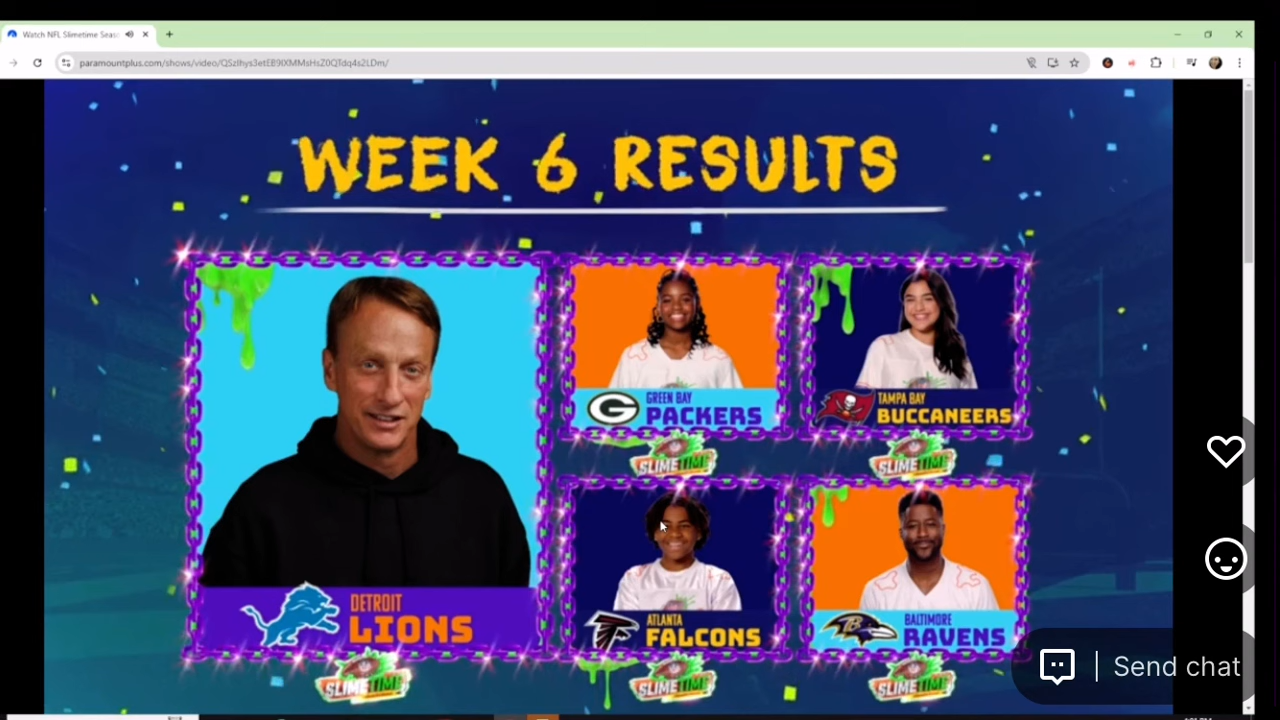 Watch NFL Slimetime Seas
paramountplus.com/shows/video/QSzlhys3etEB9IXMMsHsZ0QTdq4s2LDm/
WEEK 6 RESULTS
GREEN BAY
PACKERS
TAMPA BAY
BUCCANEERS
SLIMETIME
SLIMETIME
DETROIT
LIONS
ATLANTA
FALCONS
BALTIMORE
RAVENS
SLIMETIME
SLIMETIME
SLIMETIME
Send chat